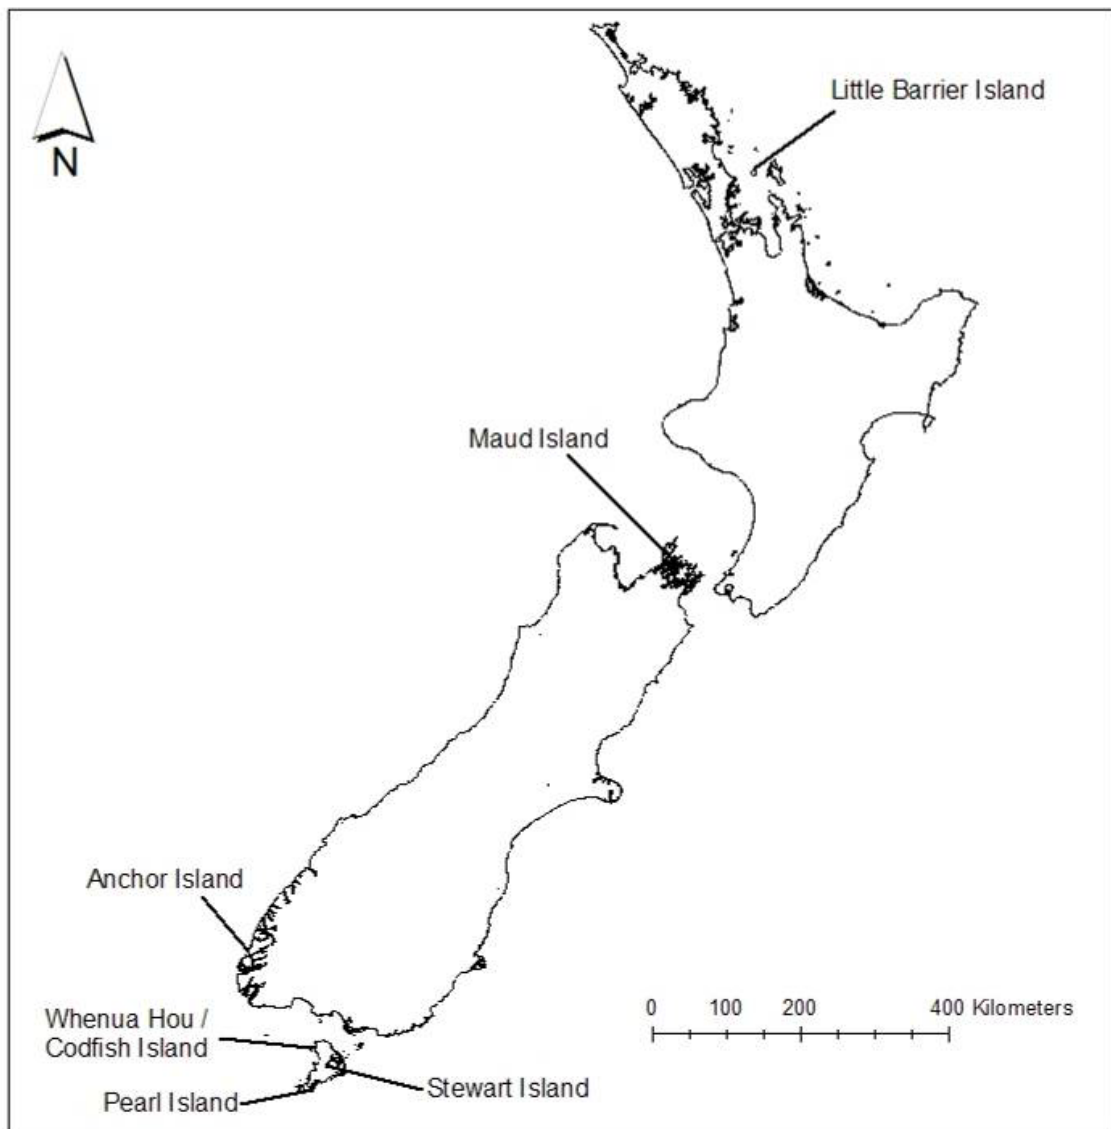 Little Barrier Island
N
Maud Island
Anchor Island
Whenua Hou /
Codfish Island
Pearl Island
Stewart Island
0 100 200 400 Kilometers